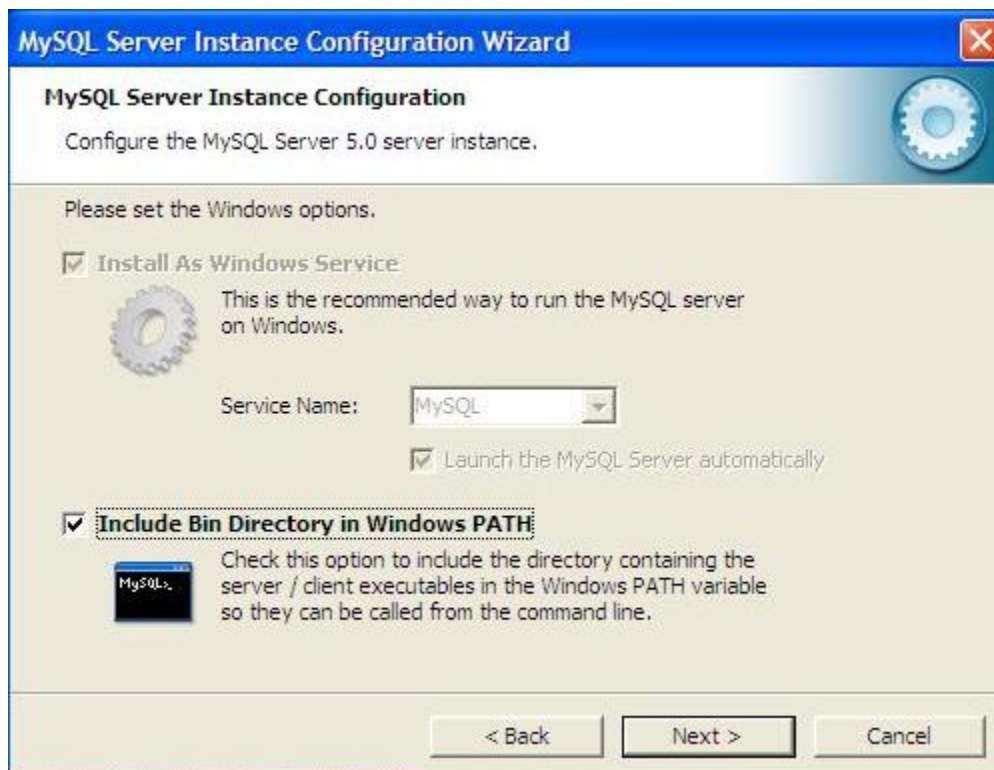 MySQL Server Instance Configuration Wizard
MySQL Server Instance Configuration
Configure the MySQL Server 5.0 server instance.
Please set the Windows options.
Install As Windows Service
This is the recommended way to run the MySQL server
on Windows.
Service Name: MySQL
Launch the MySQL Server automatically
Include Bin Directory in Windows PATH
MySQL>_
Check this option to include the directory containing the
server / client executables in the Windows PATH variable
so they can be called from the command line.
< Back Next > Cancel